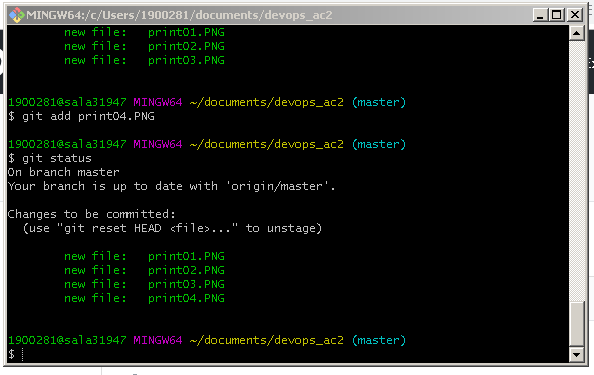 MINGW64:/c/Users/1900281/documents/devops_ac2
new file:   print01.PNG
new file:   print02.PNG
new file:   print03.PNG
1900281@sala31947 MINGW64 ~/documents/devops_ac2 (master)
$ git add print04.PNG
1900281@sala31947 MINGW64 ~/documents/devops_ac2 (master)
$ git status
On branch master
Your branch is up to date with 'origin/master'.
Changes to be committed:
  (use "git reset HEAD <file>..." to unstage)
new file:   print01.PNG
new file:   print02.PNG
new file:   print03.PNG
new file:   print04.PNG
1900281@sala31947 MINGW64 ~/documents/devops_ac2 (master)
$